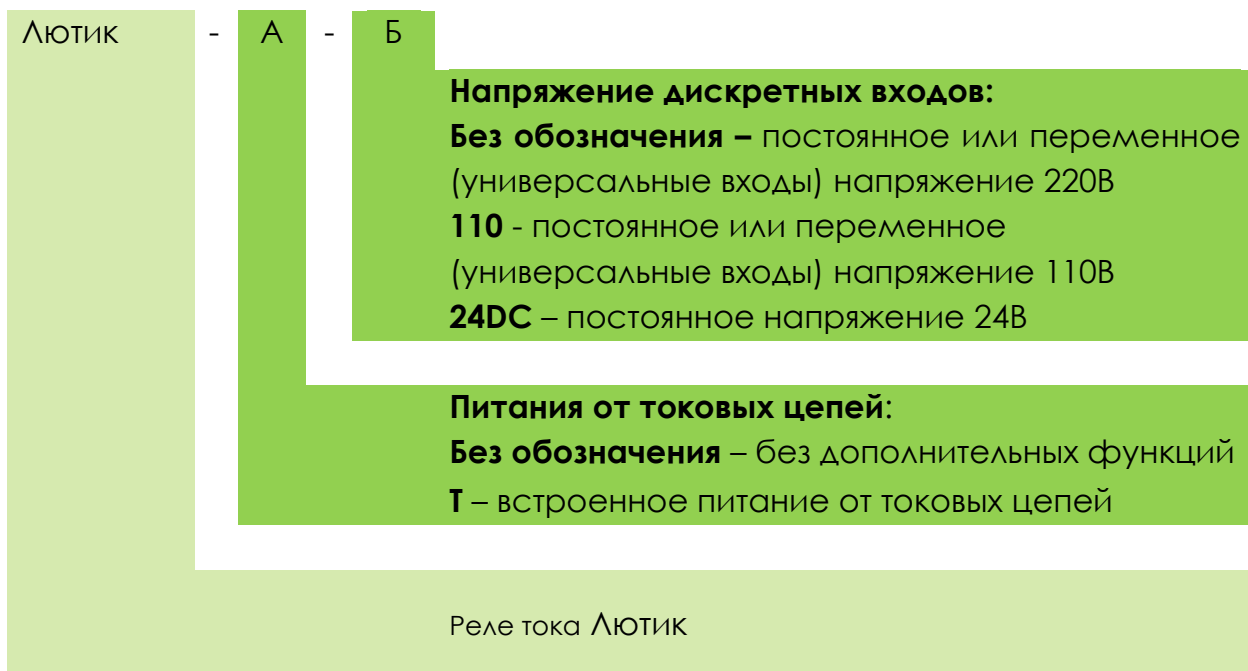 Лютик - А - Б
Напряжение дискретных входов:
Без обозначения – постоянное или переменное
(универсальные входы) напряжение 220В
110 - постоянное или переменное
(универсальные входы) напряжение 110В
24DC – постоянное напряжение 24В
Питания от токовых цепей:
Без обозначения – без дополнительных функций
Т – встроенное питание от токовых цепей
Реле тока Лютик